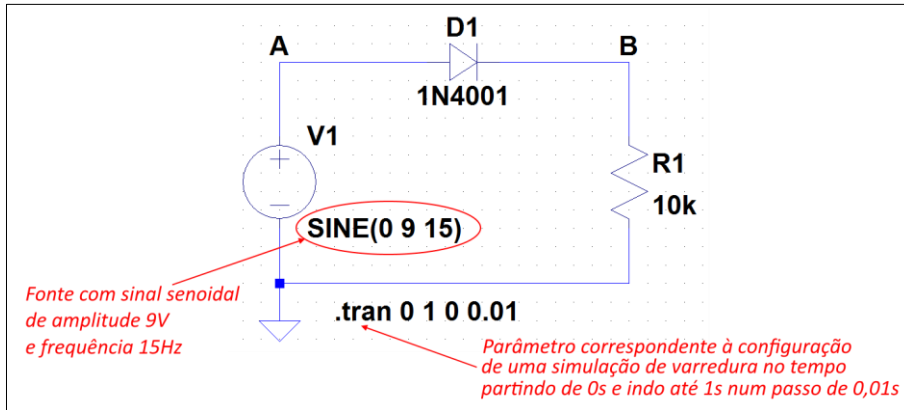 A
D1
B
1N4001
V1
R1
10k
SINE(0 9 15)
Fonte com sinal senoidal
de amplitude 9V
e frequência 15Hz
.tran 0 1 0 0.01
Parâmetro correspondente à configuração
de uma simulação de varredura no tempo
partindo de 0s e indo até 1s num passo de 0,01s